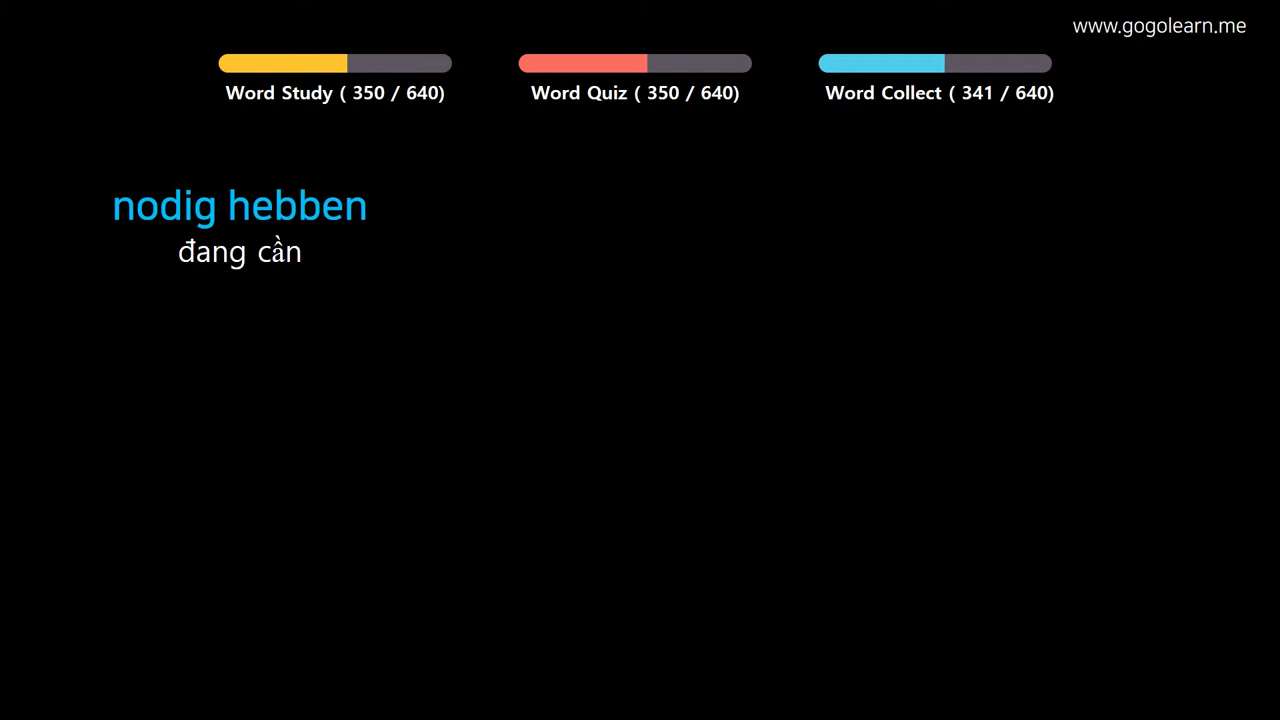 www.gogolearn.me
Word Study ( 350 / 640)
Word Quiz ( 350 / 640)
Word Collect ( 341 / 640)
nodig hebben
đang cần